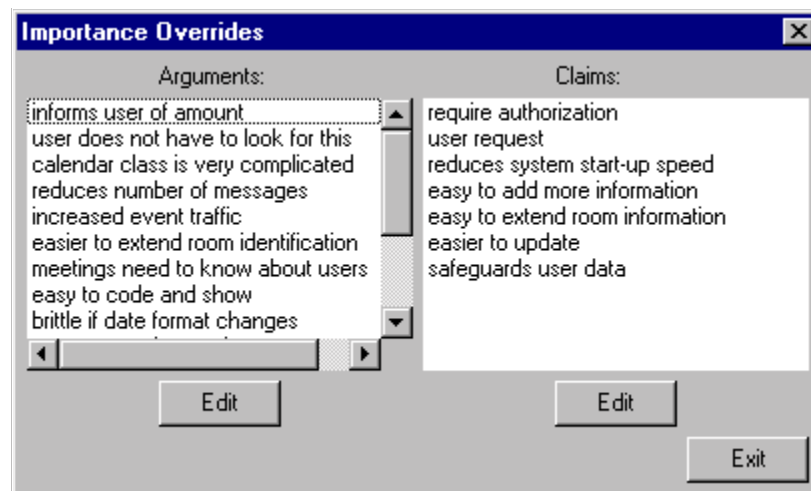 Importance Overrides
Arguments:
informs user of amount
user does not have to look for this
calendar class is very complicated
reduces number of messages
increased event traffic
easier to extend room identification
meetings need to know about users
easy to code and show
brittle if date format changes
Edit
Claims:
require authorization
user request
reduces system start-up speed
easy to add more information
easy to extend room information
easier to update
safeguards user data
Edit
Exit